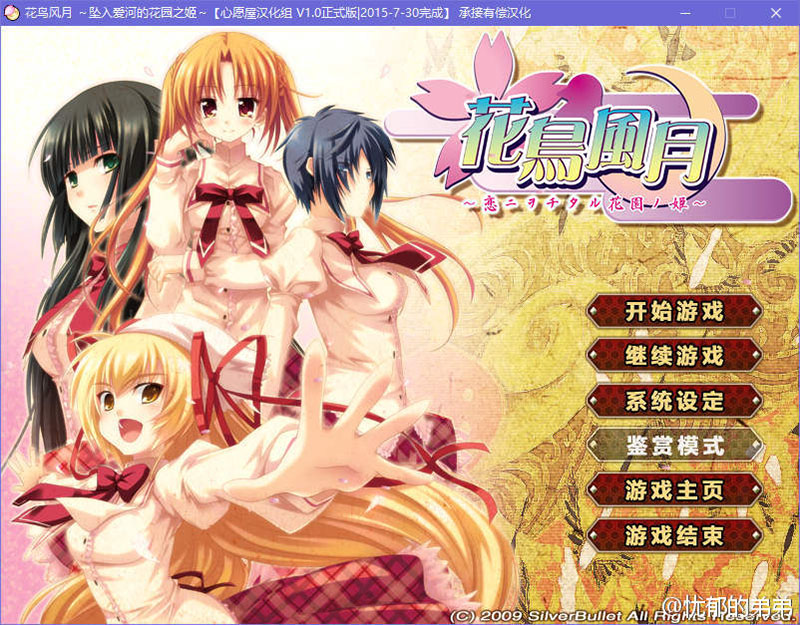 花鸟风月 ～坠入爱河的花园之姬～【心愿屋汉化组 V1.0正式版|2015-7-30完成】 承接有偿汉化
花鳥風月
～恋ニヲチタル花園ノ姫～
开始游戏
继续游戏
系统设定
鉴赏模式
游戏主页
游戏结束
@忧郁的弟弟
(C) 2009 SilverBullet All Rights Reserved.